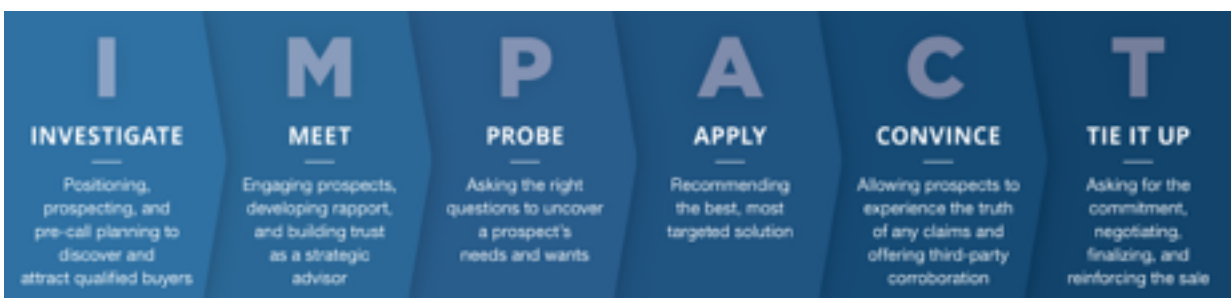 I
INVESTIGATE
Positioning,
prospecting, and
pre-call planning to
discover and
attract qualified buyers
M
MEET
Engaging prospects,
developing rapport,
and building trust
as a strategic
advisor
P
PROBE
Asking the right
questions to uncover
a prospect's
needs and wants
A
APPLY
Recommending
the best, most
targeted solution
C
CONVINCE
Allowing prospects to
experience the truth
of any claims and
offering third-party
corroboration
T
TIE IT UP
Asking for the
commitment,
negotiating,
finalizing, and
reinforcing the sale